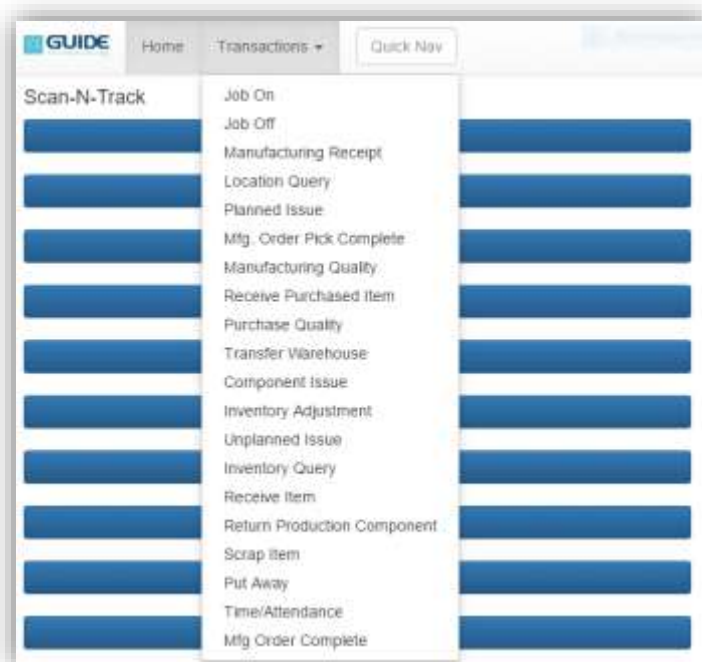 GUIDE Home Transactions Quick Nav
Scan-N-Track
Job On
Job Off
Manufacturing Receipt
Location Query
Planned Issue
Mfg. Order Pick Complete
Manufacturing Quality
Receive Purchased Item
Purchase Quality
Transfer Warehouse
Component Issue
Inventory Adjustment
Unplanned Issue
Inventory Query
Receive Item
Return Production Component
Scrap Item
Put Away
Time/Attendance
Mfg Order Complete